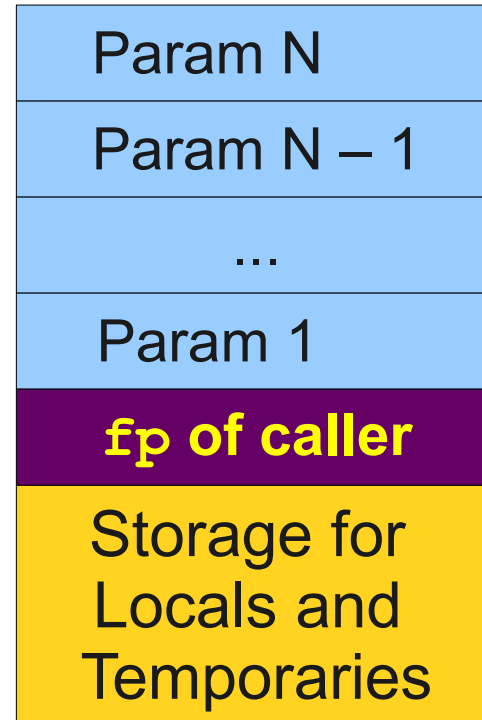 Param N
Param N – 1
...
Param 1
fp of caller
Storage for
Locals and
Temporaries